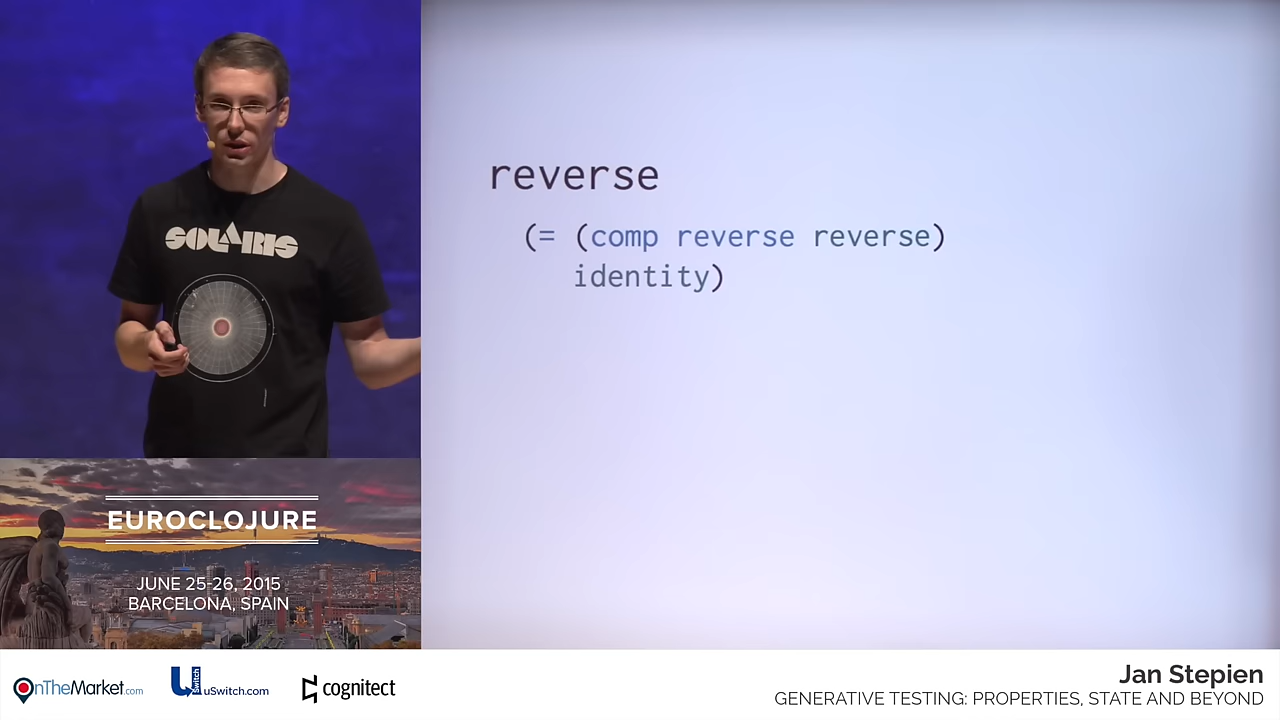 SOLARIS
reverse
(= (comp reverse reverse)
identity)
EUROCLOJURE
JUNE 25-26, 2015
BARCELONA, SPAIN
OnTheMarket.com
uSwitch
uSwitch.com
cognitect
Jan Stepien
GENERATIVE TESTING: PROPERTIES, STATE AND BEYOND